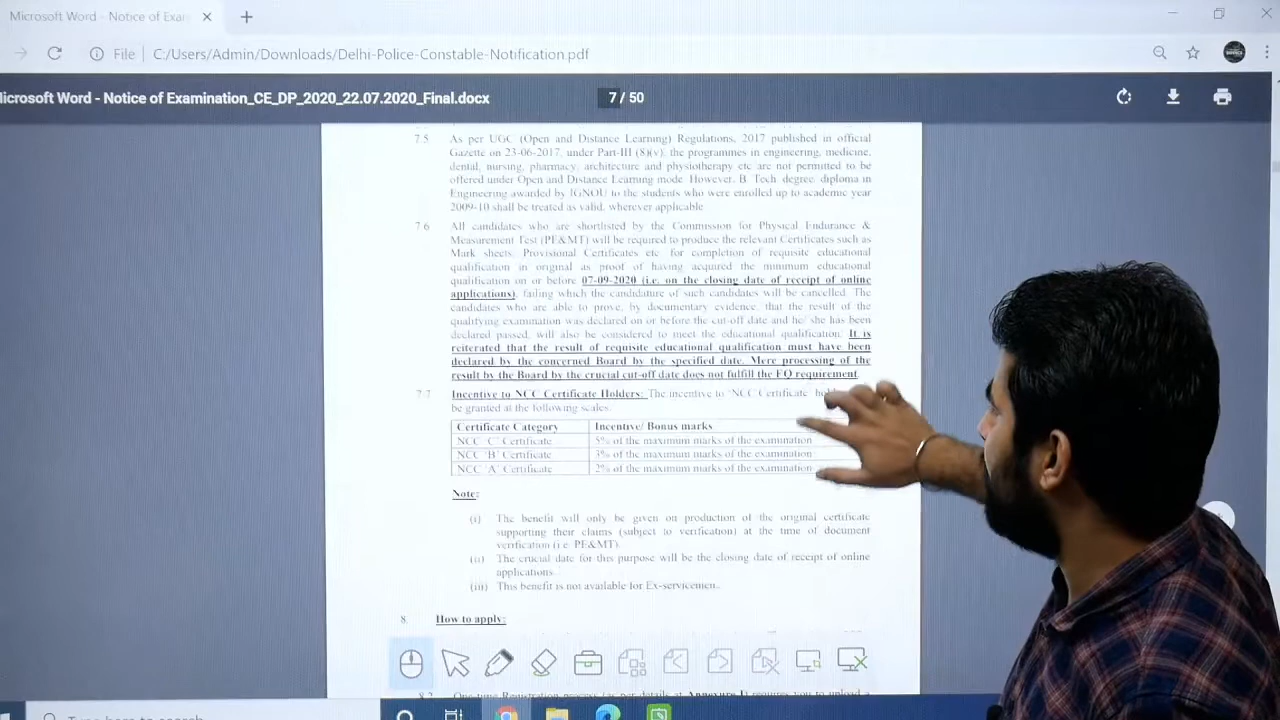 Microsoft Word - Notice of Exam
File
C:/Users/Admin/Downloads/Delhi-Police-Constable-Notification.pdf
icrosoft Word - Notice of Examination_CE_DP_2020_22.07.2020_Final.docx
7 / 50
7.5 As per UGC (Open and Distance Learning) Regulations, 2017 published in official
Gazette on 23-06-2017, under Part-III (8)(v), the programmes in engineering, medicine,
dental, nursing, pharmacy, architecture and physiotherapy etc are not permitted to be
offered under Open and Distance Learning mode. However, B. Tech degree, diploma in
Engineering awarded by IGNOU to the students who were enrolled up to academic year
2009-10 shall be treated as valid, wherever applicable
7.6 All candidates who are shortlisted by the Commission for Physical Endurance &
Measurement Test (PE&MT) will be required to produce the relevant Certificates such as
Mark sheets, Provisional Certificates etc for completion of requisite educational
qualification in original as proof of having acquired the minimum educational
qualification on or before 07-09-2020 (i.e. on the closing date of receipt of online
applications), failing which the candidature of such candidates will be cancelled. The
candidates who are able to prove, by documentary evidence, that the result of the
qualifying examination was declared on or before the cut-off date and he/ she has been
declared passed, will also be considered to meet the educational qualification. It is
reiterated that the result of requisite educational qualification must have been
declared by the concerned Board by the specified date. Mere processing of the
result by the Board by the crucial cut-off date does not fulfill the EQ requirement.
7.7 Incentive to NCC Certificate Holders: The incentive to 'NCC Certificate'
be granted at the following scales:
Certificate Category Incentive/ Bonus marks
NCC 'C' Certificate 5% of the maximum marks of the examination
NCC 'B' Certificate 3% of the maximum marks of the examination
NCC 'A' Certificate 2% of the maximum marks of the examination
Note:
(i) The benefit will only be given on production of the original certificate
supporting their claims (subject to verification) at the time of document
verification (i.e. PE&MT).
(ii) The crucial date for this purpose will be the closing date of receipt of online
applications.
(iii) This benefit is not available for Ex-servicemen.
8. How to apply:
8.2 One-time Registration process (as per details at Annexure-I) requires you to upload a